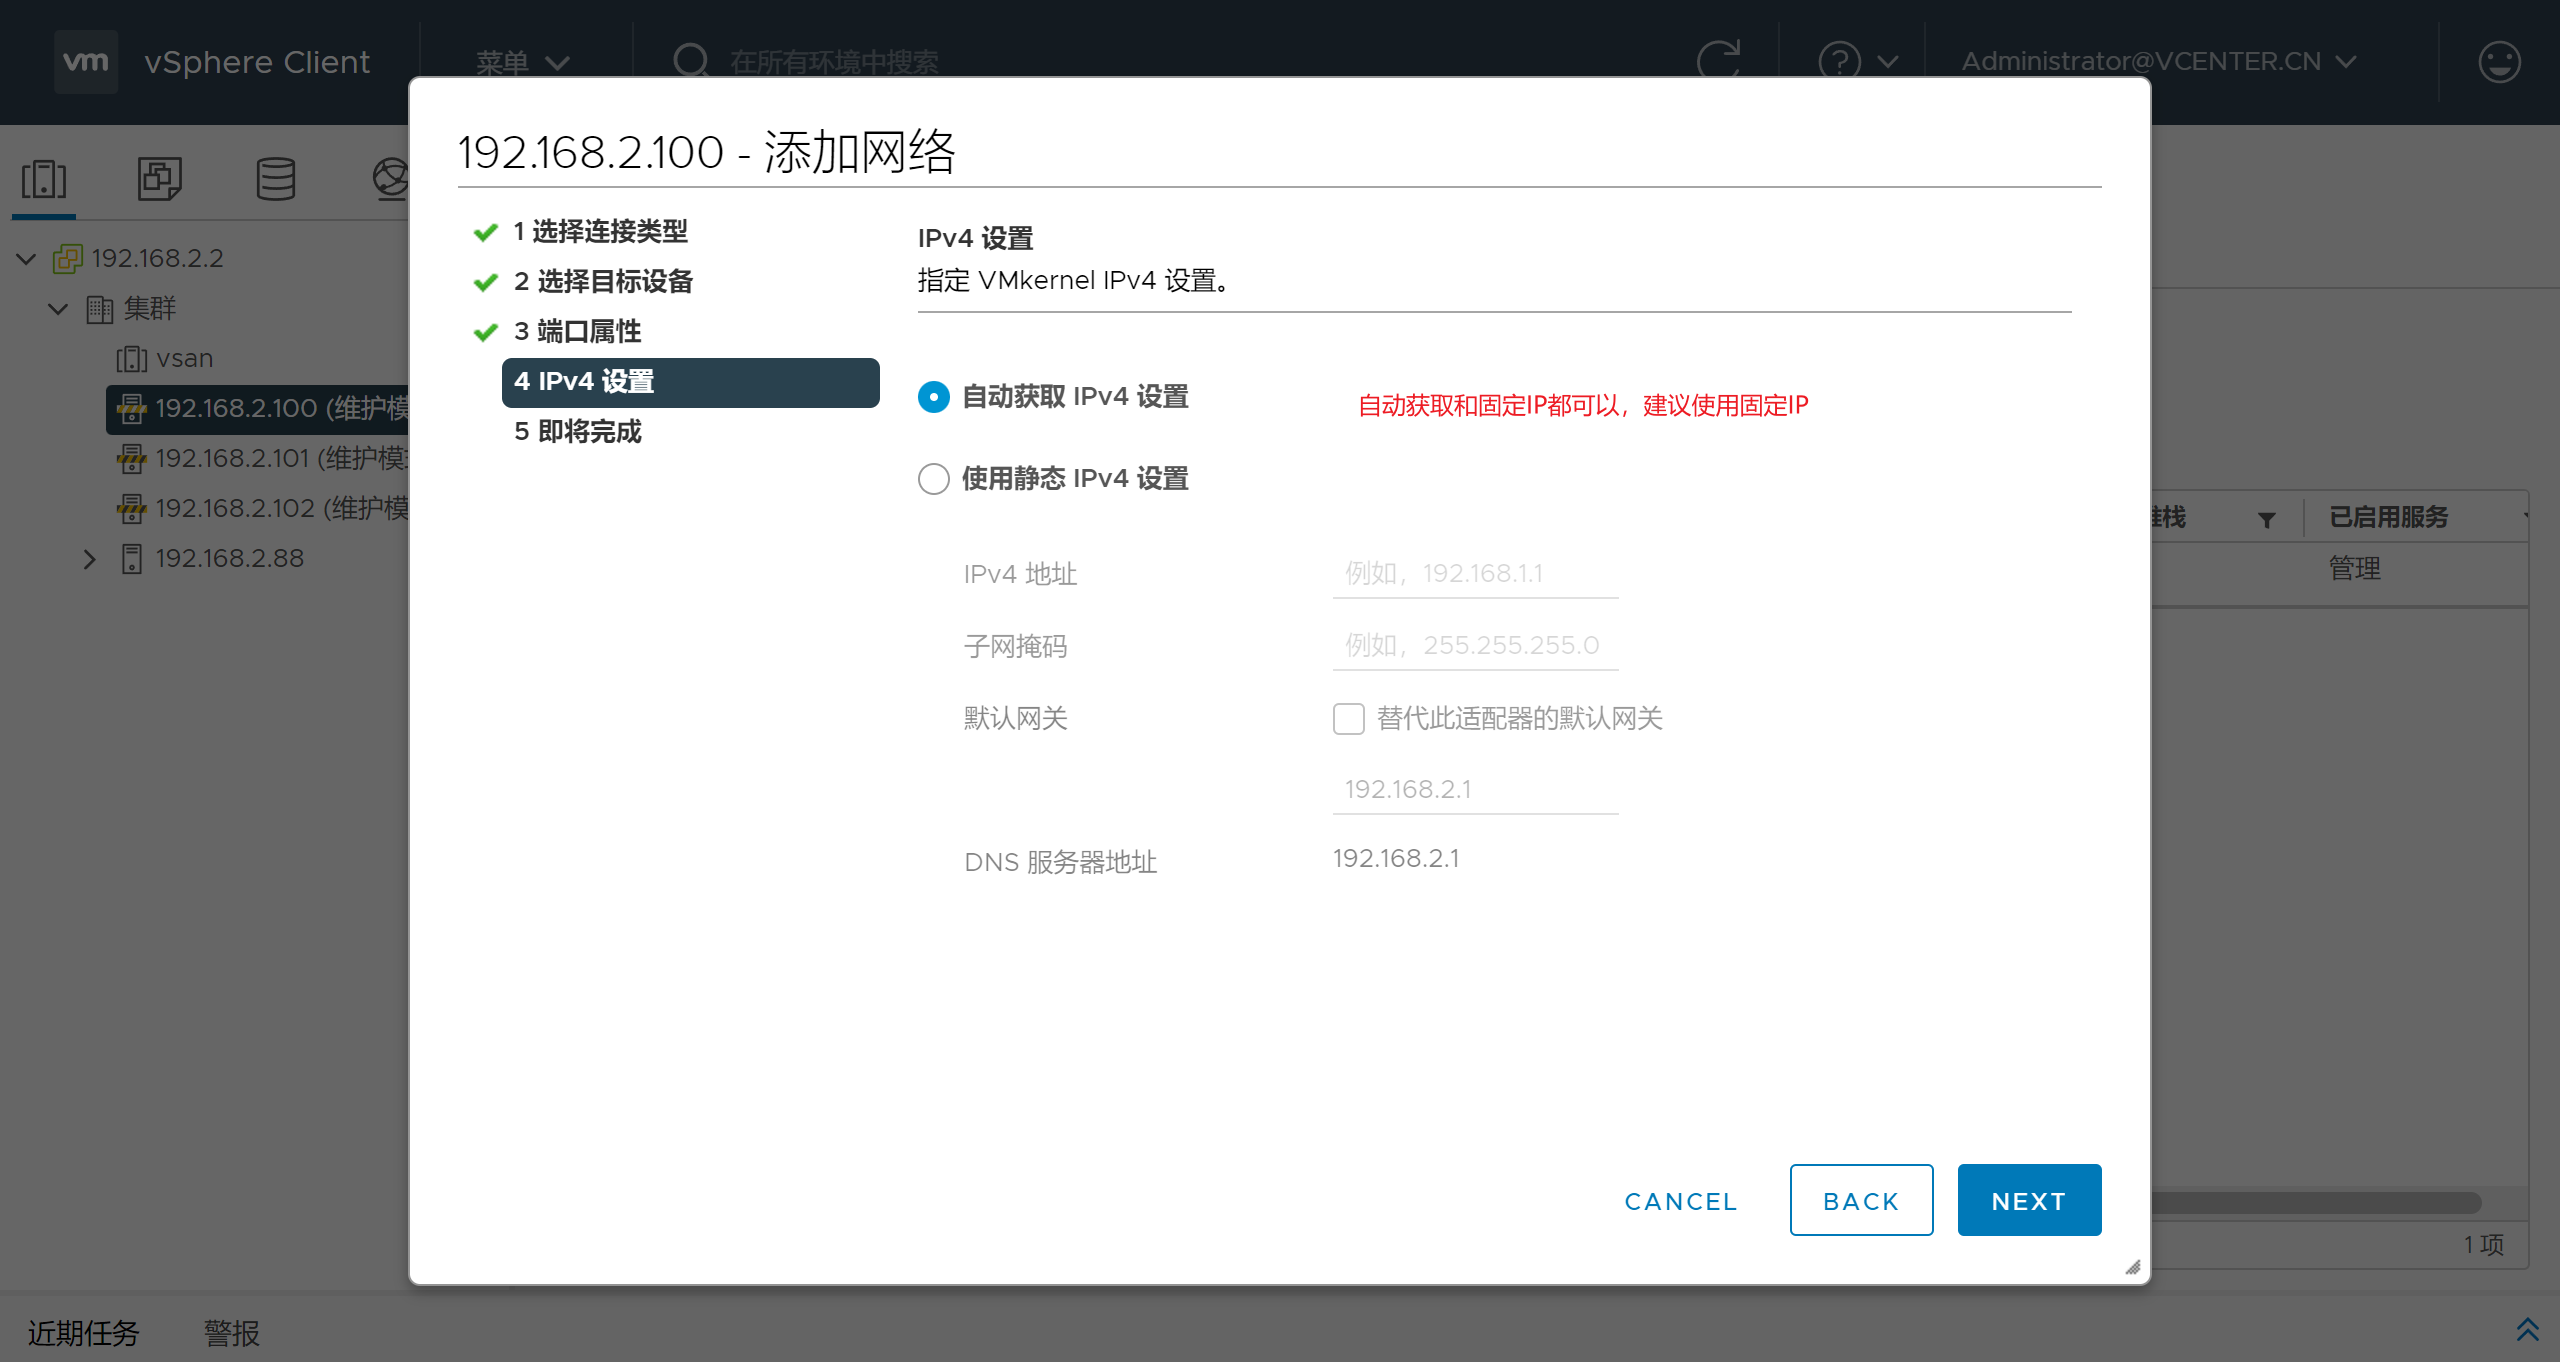 vm vSphere Client 菜单 在所有环境中搜索 Administrator@VCENTER.CN
192.168.2.2
集群
vsan
192.168.2.100 (维护模
192.168.2.101 (维护模
192.168.2.102 (维护模
192.168.2.88
192.168.2.100 - 添加网络
1 选择连接类型
2 选择目标设备
3 端口属性
4 IPv4 设置
5 即将完成
IPv4 设置
指定 VMkernel IPv4 设置。
自动获取 IPv4 设置
自动获取和固定IP都可以，建议使用固定IP
使用静态 IPv4 设置
IPv4 地址 例如，192.168.1.1
子网掩码 例如，255.255.255.0
默认网关 替代此适配器的默认网关
192.168.2.1
DNS 服务器地址 192.168.2.1
CANCEL BACK NEXT
栈 已启用服务
管理
1 项
近期任务 警报